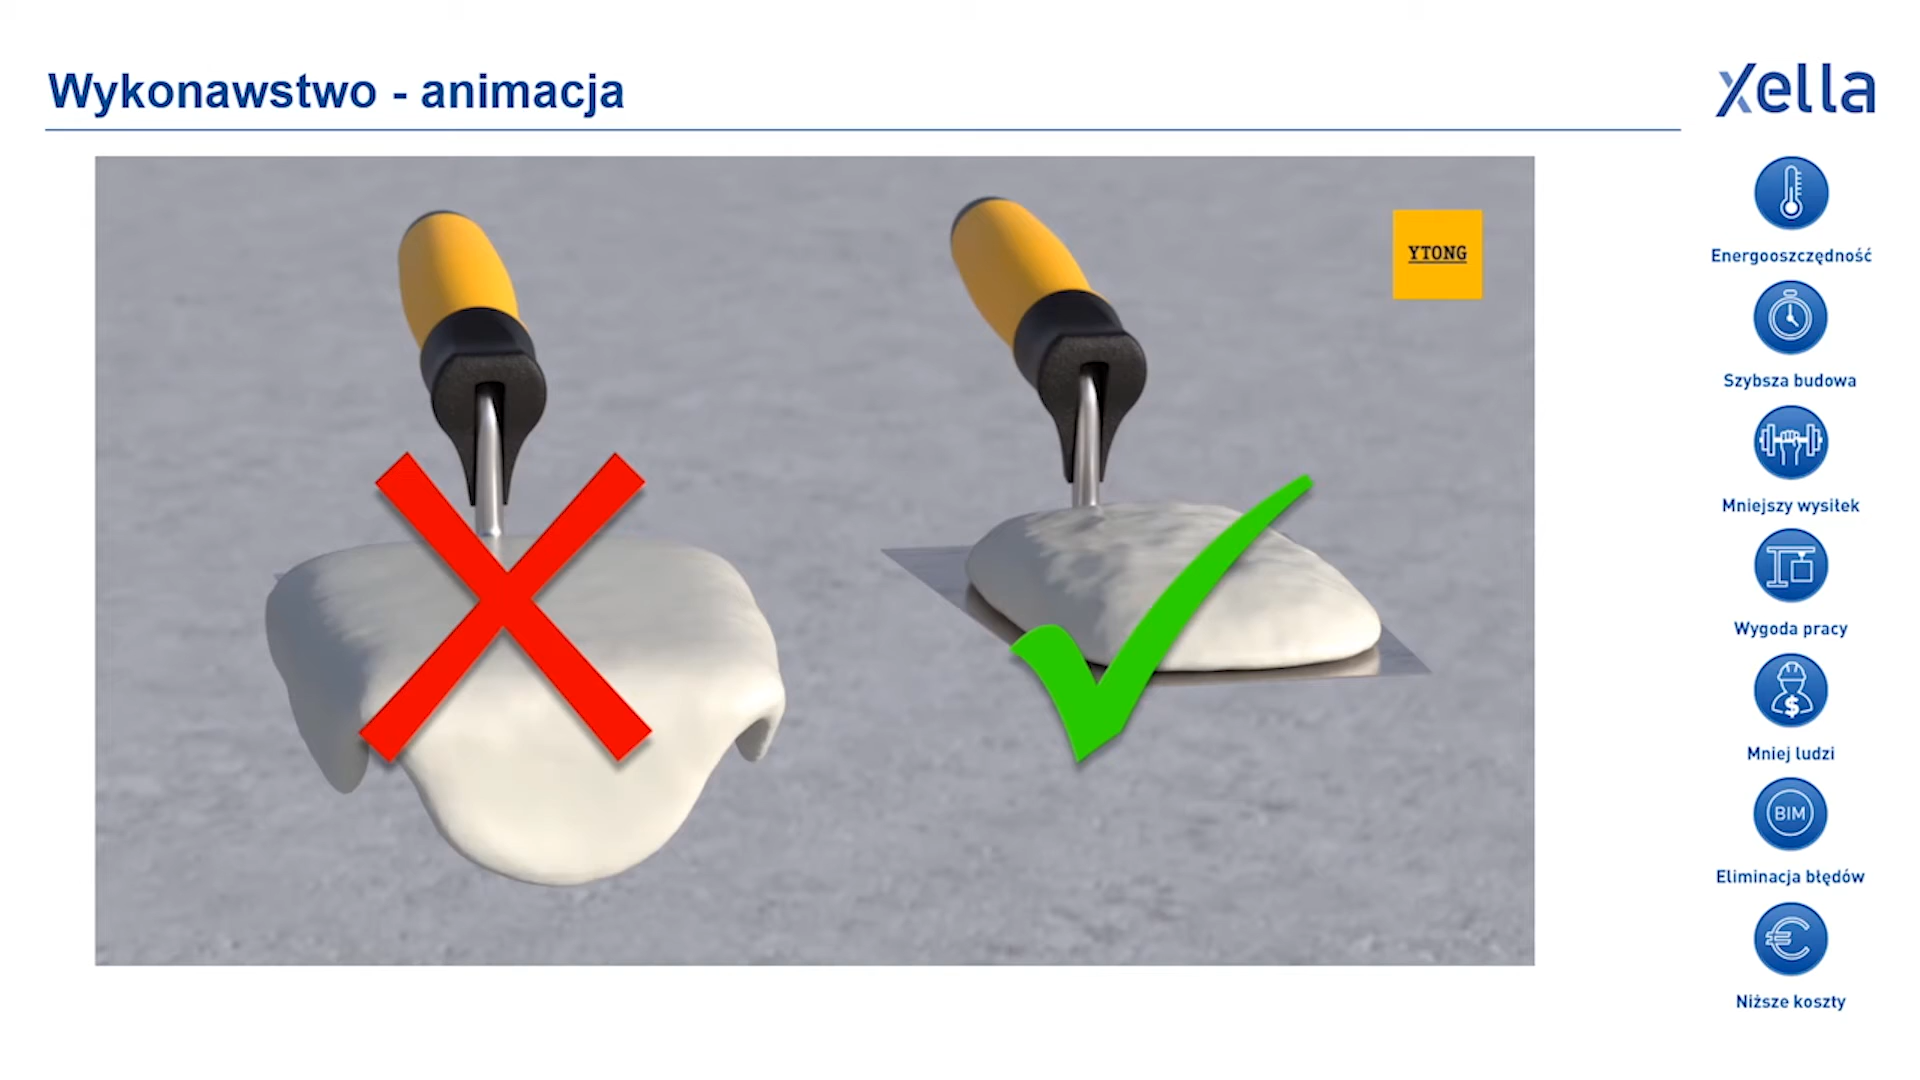 Wykonawstwo - animacja
Xella
YTONG
Energooszczędność
Szybsza budowa
Mniejszy wysiłek
Wygoda pracy
$
Mniej ludzi
BIM
Eliminacja błędów
€
Niższe koszty